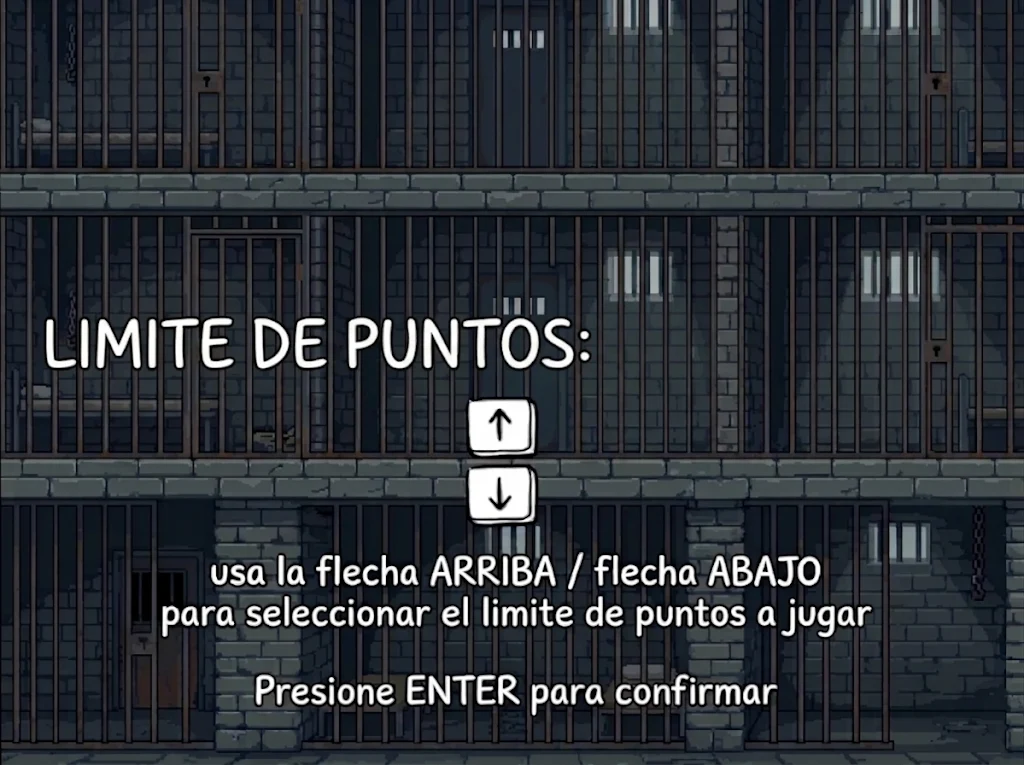 LIMITE DE PUNTOS:
↑
↓
usa la flecha ARRIBA / flecha ABAJO
para seleccionar el limite de puntos a jugar
Presione ENTER para confirmar